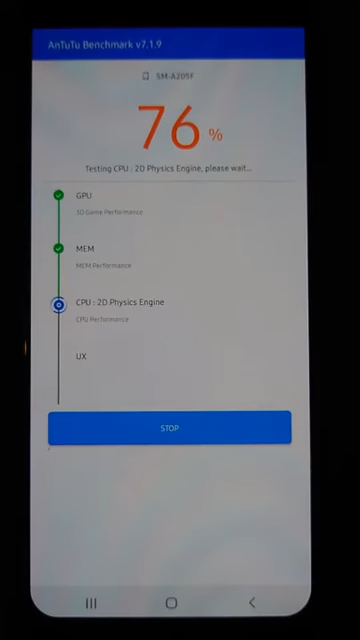 AnTuTu Benchmark v7.1.9
SM-A205F
76 %
Testing CPU : 2D Physics Engine, please wait...
GPU
3D Game Performance
MEM
MEM Performance
CPU : 2D Physics Engine
CPU Performance
UX
STOP